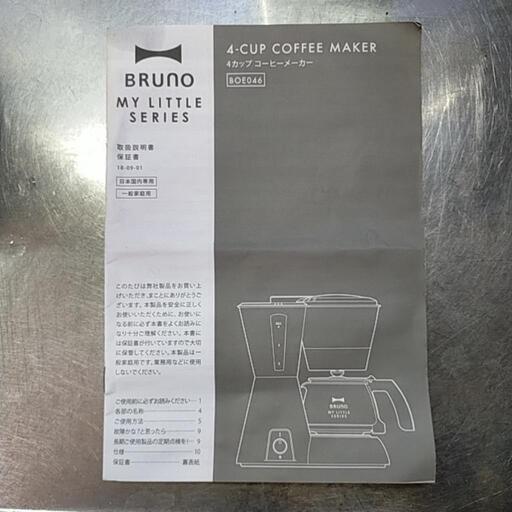 BRUNO
MY LITTLE
SERIES
取扱説明書
保証書
18-09-01
日本国内専用
一般家庭用
4-CUP COFFEE MAKER
4カップ コーヒーメーカー
BOE046
このたびは弊社製品をお買い上
げいただき、まことにありがとうご
ざいます。本製品を安全に正しく
お使いいただくために、お使いに
なる前に必ず本書をよくお読みに
なり十分ご理解ください。本書に
は保証書が付いていますので大切
に保管してください。本製品は一
般家庭用です。業務用などに使用
しないでください。
ご使用前に必ずお読みください…1
各部の名称……4
ご使用方法……5
故障かな？と思ったら……9
長期ご使用製品の定期点検を！…9
仕様……10
保証書……裏表紙
BRUNO
MY LITTLE
SERIES